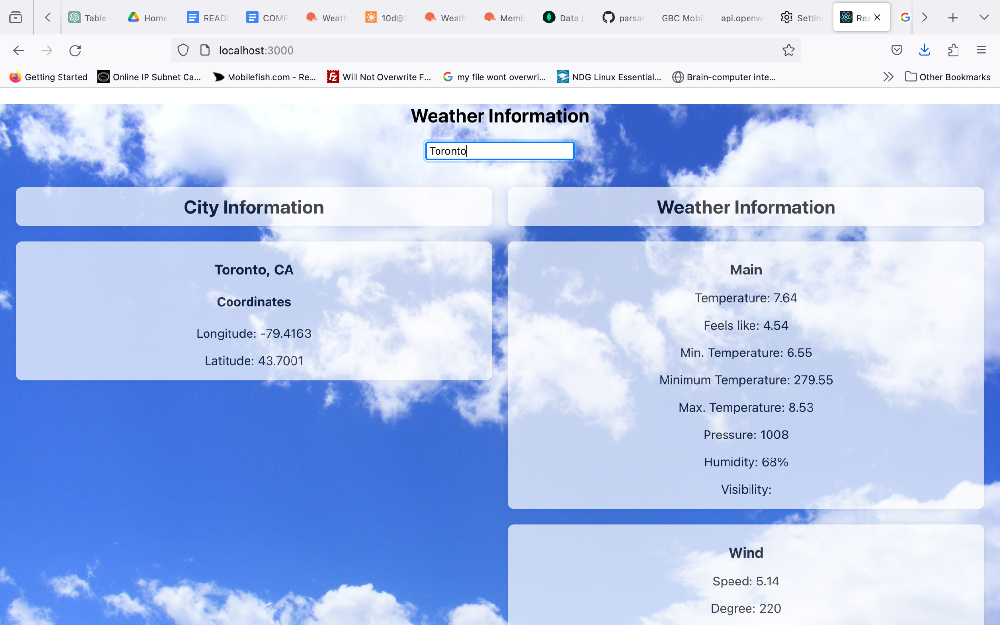 Table
Home
READ
COMP
Weath
10d@2
Weath
Memb
Data |
parsar
GBC Mobil
api.openwe
Settin
Rea
localhost:3000
Getting Started
Online IP Subnet Ca...
Mobilefish.com - Re...
Will Not Overwrite F...
my file wont overwri...
NDG Linux Essential...
Brain-computer inte...
Other Bookmarks
Weather Information
Toronto
City Information
Toronto, CA
Coordinates
Longitude: -79.4163
Latitude: 43.7001
Weather Information
Main
Temperature: 7.64
Feels like: 4.54
Min. Temperature: 6.55
Minimum Temperature: 279.55
Max. Temperature: 8.53
Pressure: 1008
Humidity: 68%
Visibility:
Wind
Speed: 5.14
Degree: 220